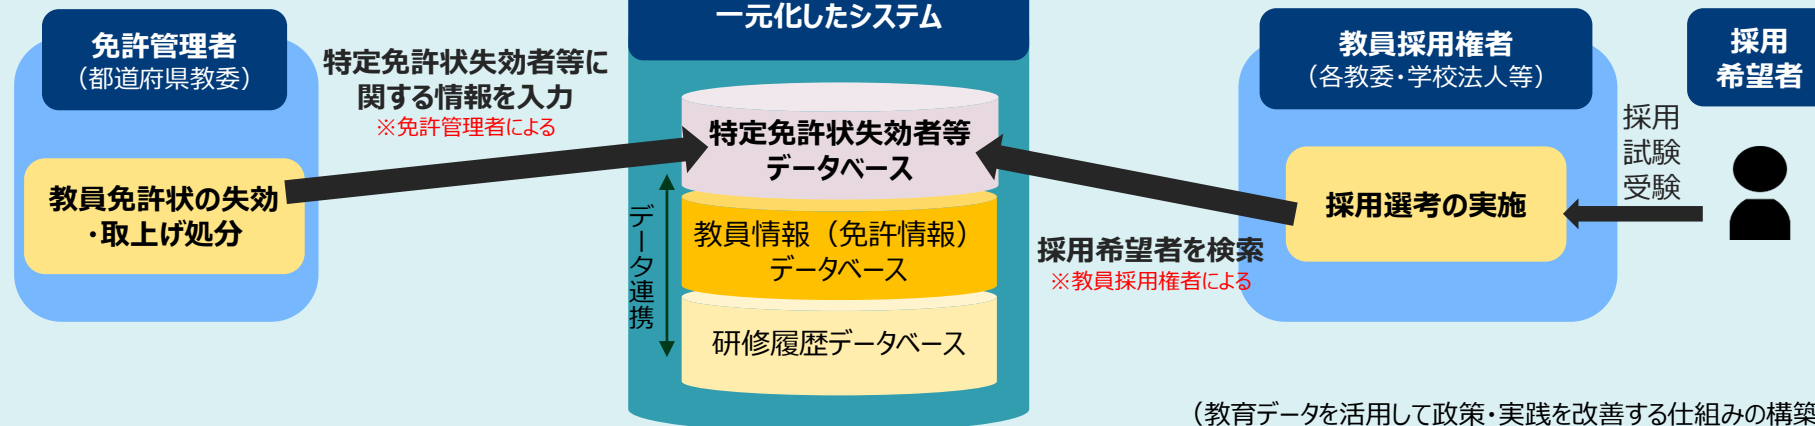 一元化したシステム
免許管理者
（都道府県教委）
特定免許状失効者等に
関する情報を入力
※免許管理者による
教員免許状の失効
・取上げ処分
特定免許状失効者等
データベース
教員情報（免許情報）
データベース
研修履歴データベース
データ連携
教員採用権者
（各教委・学校法人等）
採用選考の実施
採用希望者を検索
※教員採用権者による
採用
希望者
採用
試験
受験
（教育データを活用して政策・実践を改善する仕組みの構築